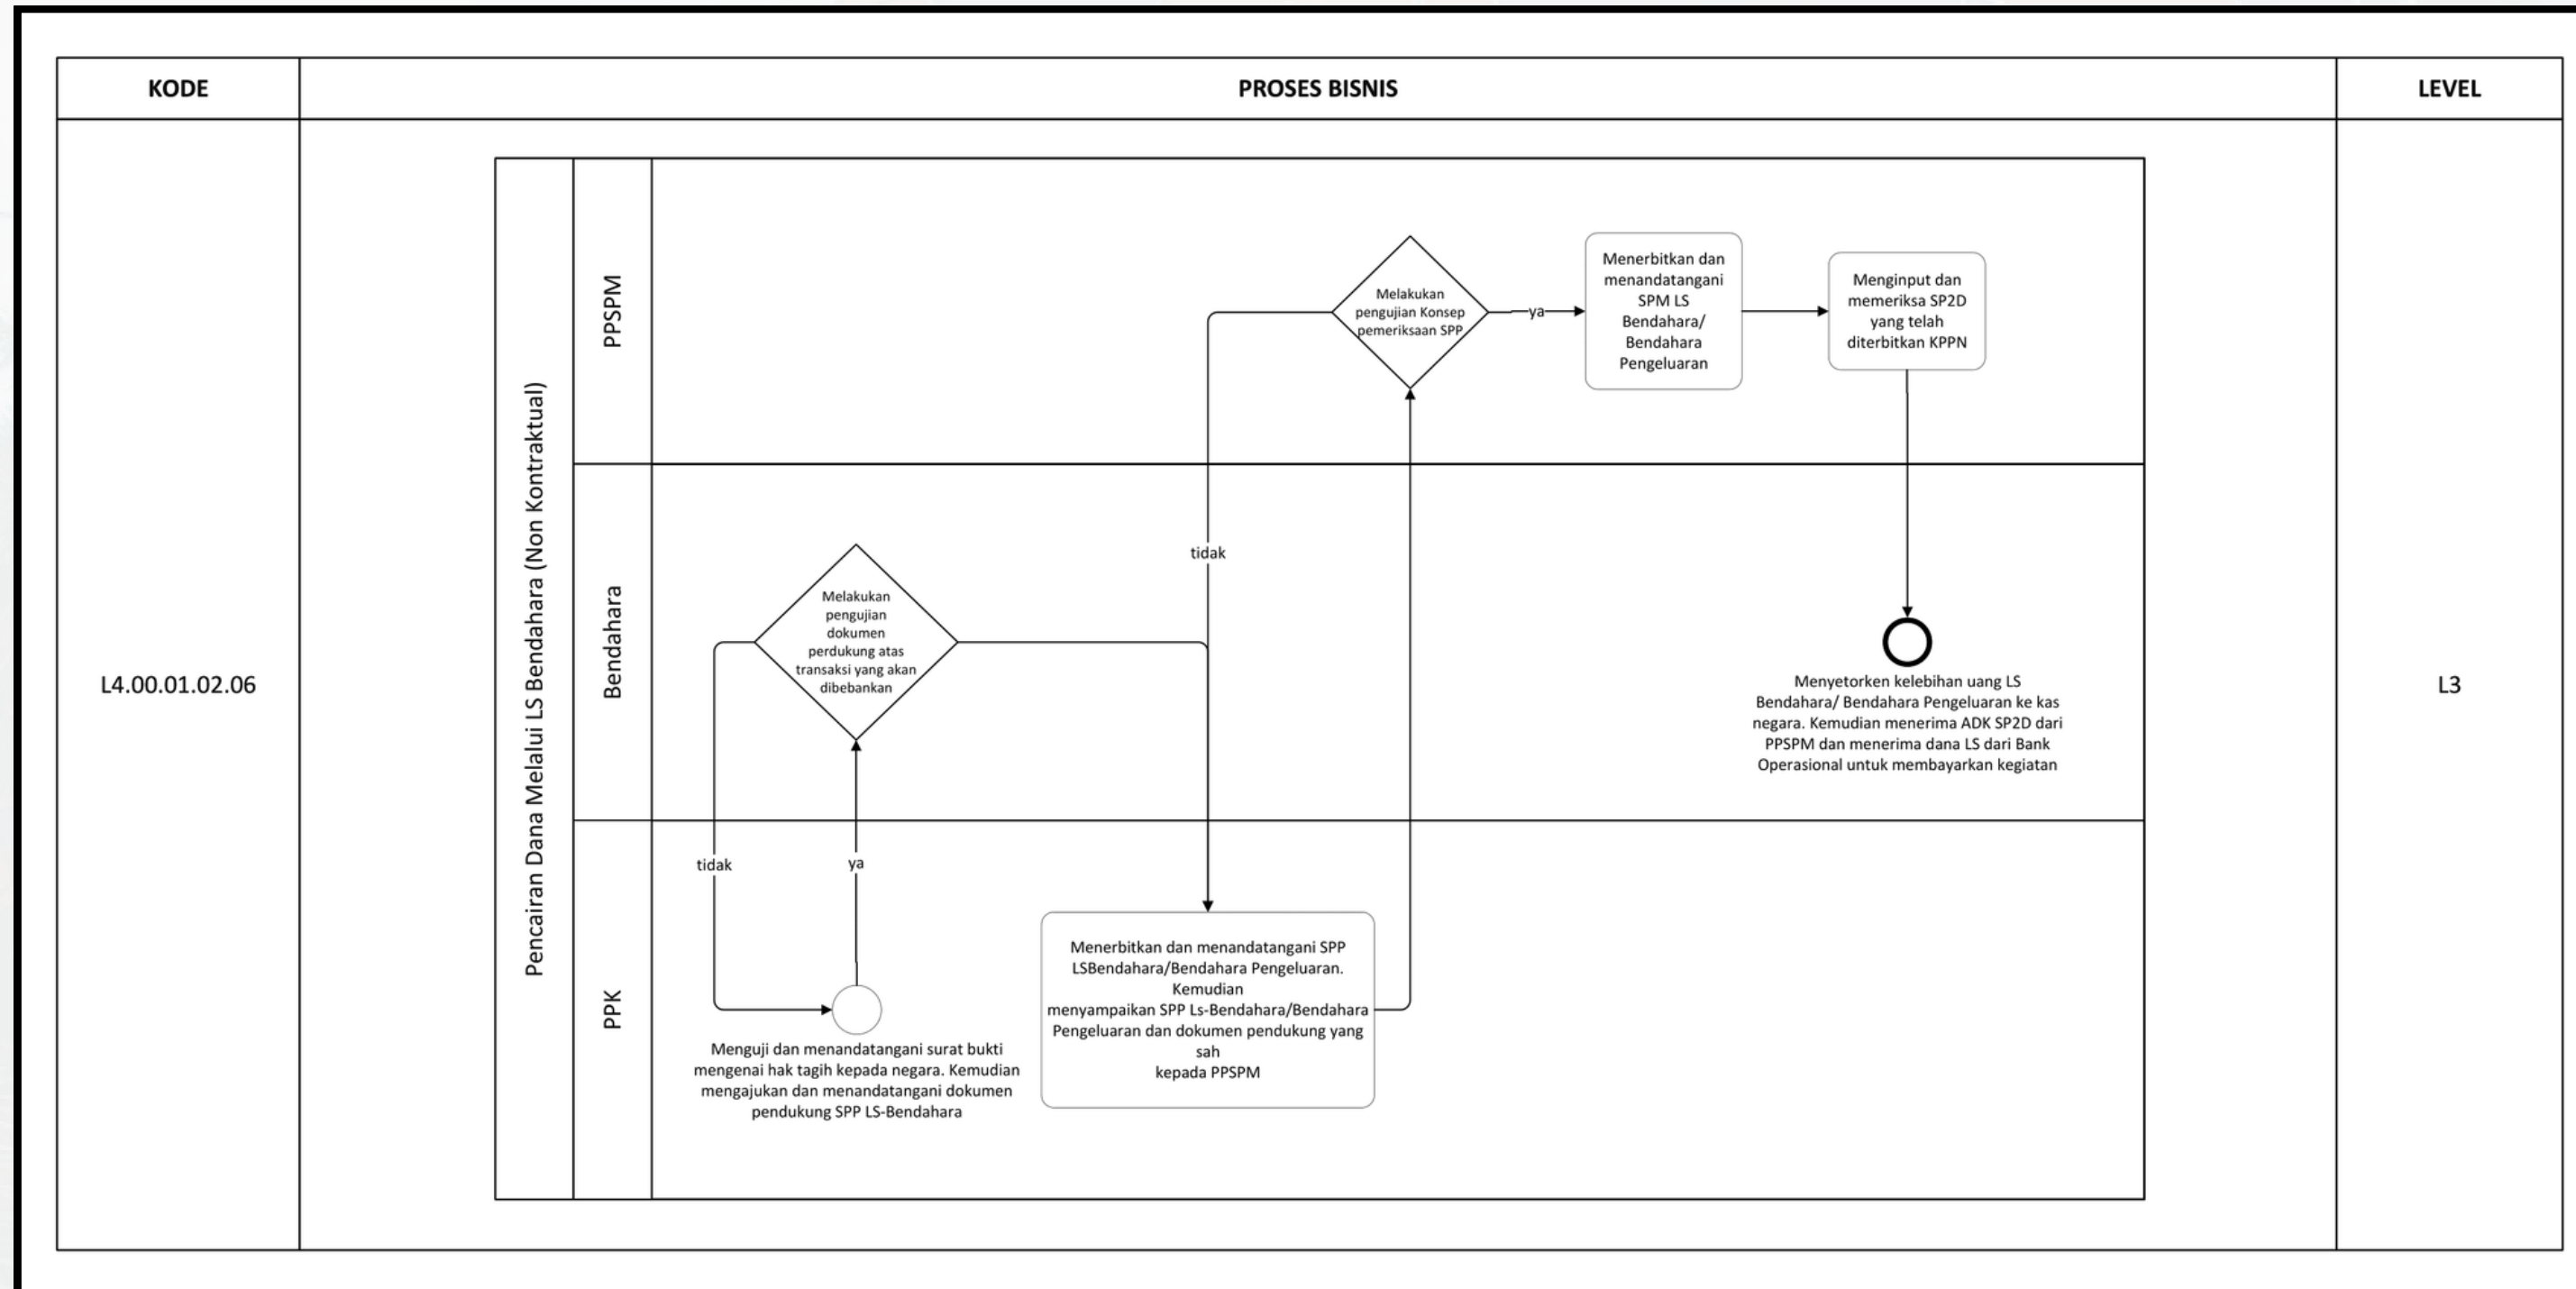 KODE
PROSES BISNIS
LEVEL
L4.00.01.02.06
Pencairan Dana Melalui LS Bendahara (Non Kontraktual)
PPSPM
Melakukan
pengujian Konsep
pemeriksaan SPP
ya
Menerbitkan dan
menandatangani
SPM LS
Bendahara/
Bendahara
Pengeluaran
Menginput dan
memeriksa SP2D
yang telah
diterbitkan KPPN
Bendahara
tidak
Melakukan
pengujian
dokumen
perdukung atas
transaksi yang akan
dibebankan
Menyetorken kelebihan uang LS
Bendahara/ Bendahara Pengeluaran ke kas
negara. Kemudian menerima ADK SP2D dari
PPSPM dan menerima dana LS dari Bank
Operasional untuk membayarkan kegiatan
PPK
tidak
ya
Menguji dan menandatangani surat bukti
mengenai hak tagih kepada negara. Kemudian
mengajukan dan menandatangani dokumen
pendukung SPP LS-Bendahara
Menerbitkan dan menandatangani SPP
LSBendahara/Bendahara Pengeluaran.
Kemudian
menyampaikan SPP Ls-Bendahara/Bendahara
Pengeluaran dan dokumen pendukung yang
sah
kepada PPSPM
L3